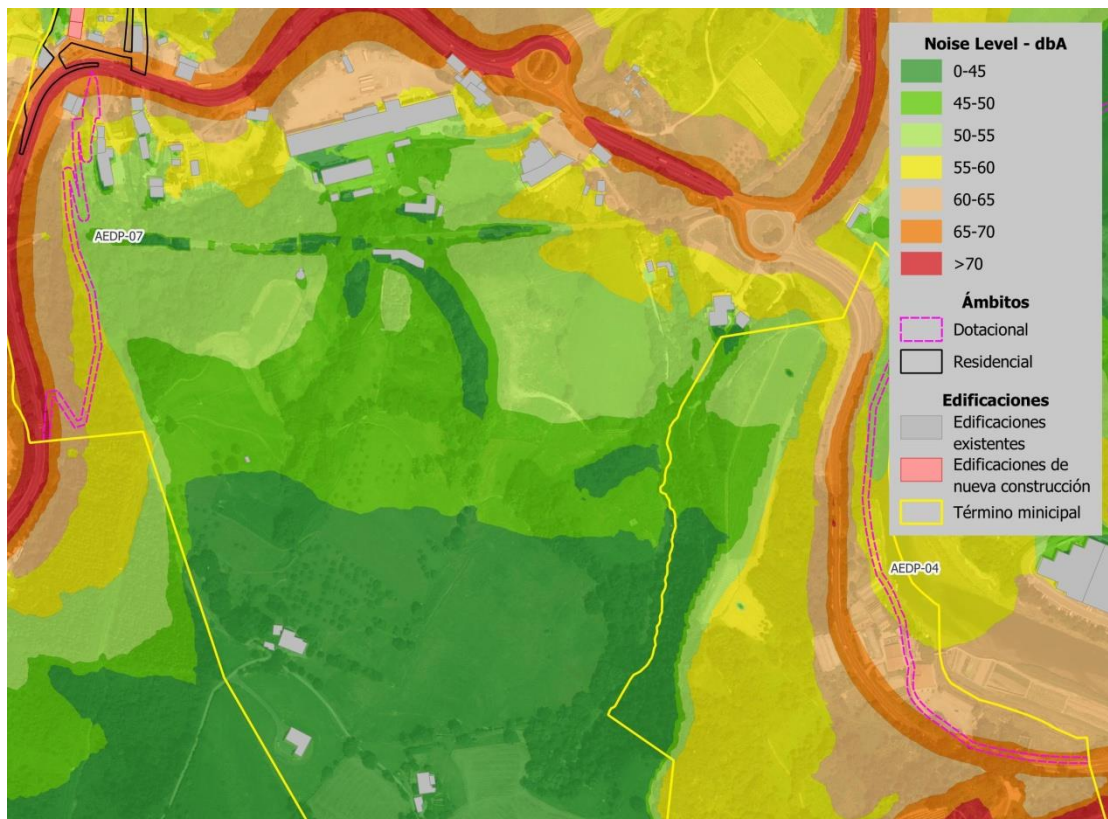 Noise Level - dbA
0-45
45-50
50-55
55-60
60-65
65-70
>70
Ámbitos
Dotacional
Residencial
Edificaciones
Edificaciones
existentes
Edificaciones de
nueva construcción
Término minicipal
AEDP-07
AEDP-04